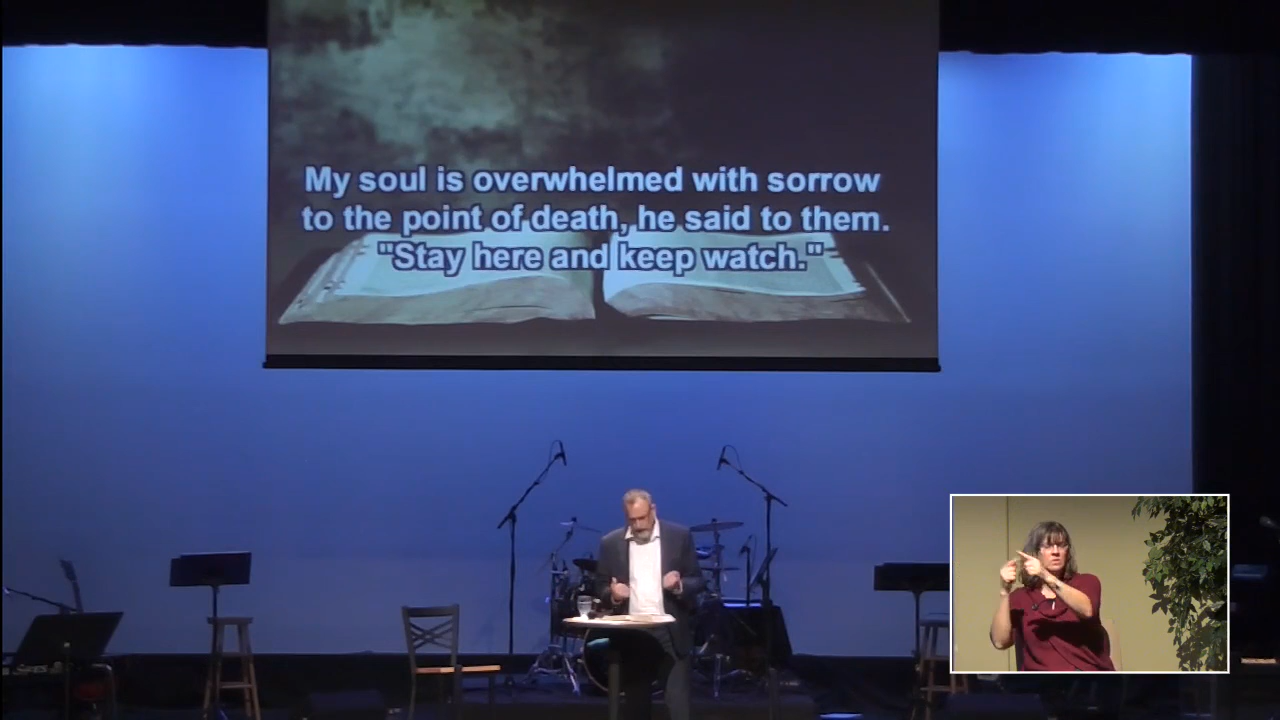 My soul is overwhelmed with sorrow
to the point of death, he said to them.
"Stay here and keep watch."